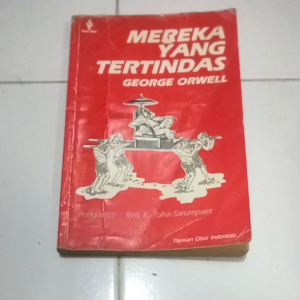 MEREKA
YANG
TERTINDAS
GEORGE ORWELL
Pengantar : Riris K. Toha-Sarumpaet
Yayasan Obor Indonesia